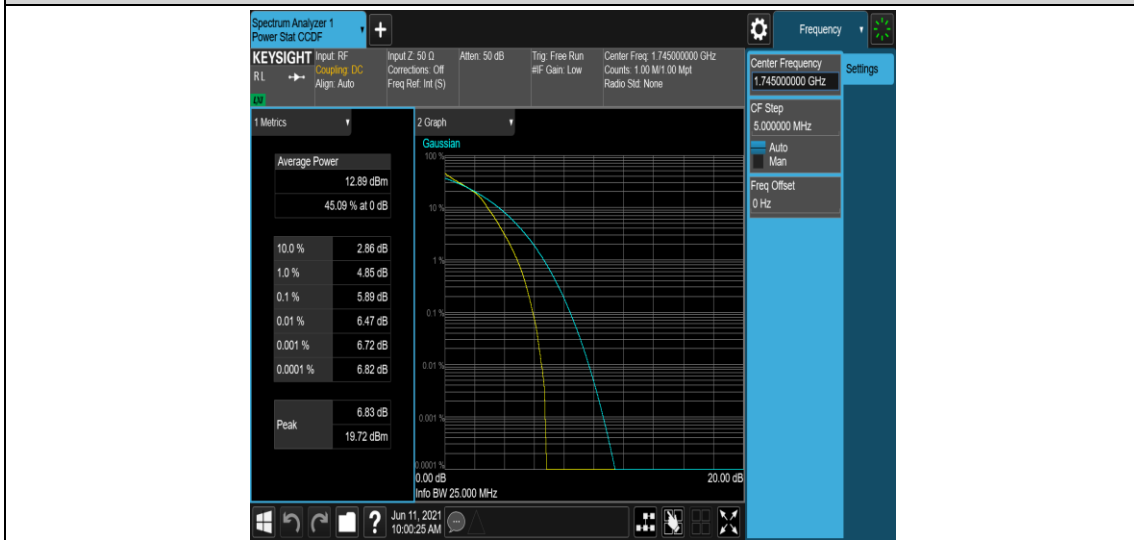 Spectrum Analyzer 1
Power Stat CCDF
+
Frequency
KEYSIGHT
Input: RF
Coupling: DC
Align: Auto
RL
LXI
Input Z: 50 Ω
Corrections: Off
Freq Ref: Int (S)
Atten: 50 dB
Trig: Free Run
#IF Gain: Low
Center Freq: 1.745000000 GHz
Counts: 1.00 M/1.00 Mpt
Radio Std: None
Center Frequency
1.745000000 GHz
Settings
CF Step
5.000000 MHz
Auto
Man
Freq Offset
0 Hz
1 Metrics
Average Power
12.89 dBm
45.09 % at 0 dB
10.0 % 2.86 dB
1.0 % 4.85 dB
0.1 % 5.89 dB
0.01 % 6.47 dB
0.001 % 6.72 dB
0.0001 % 6.82 dB
Peak
6.83 dB
19.72 dBm
2 Graph
Gaussian
100 %
10 %
1 %
0.1 %
0.01 %
0.001 %
0.0001 %
0.00 dB 20.00 dB
Info BW 25.000 MHz
?
Jun 11, 2021
10:00:25 AM